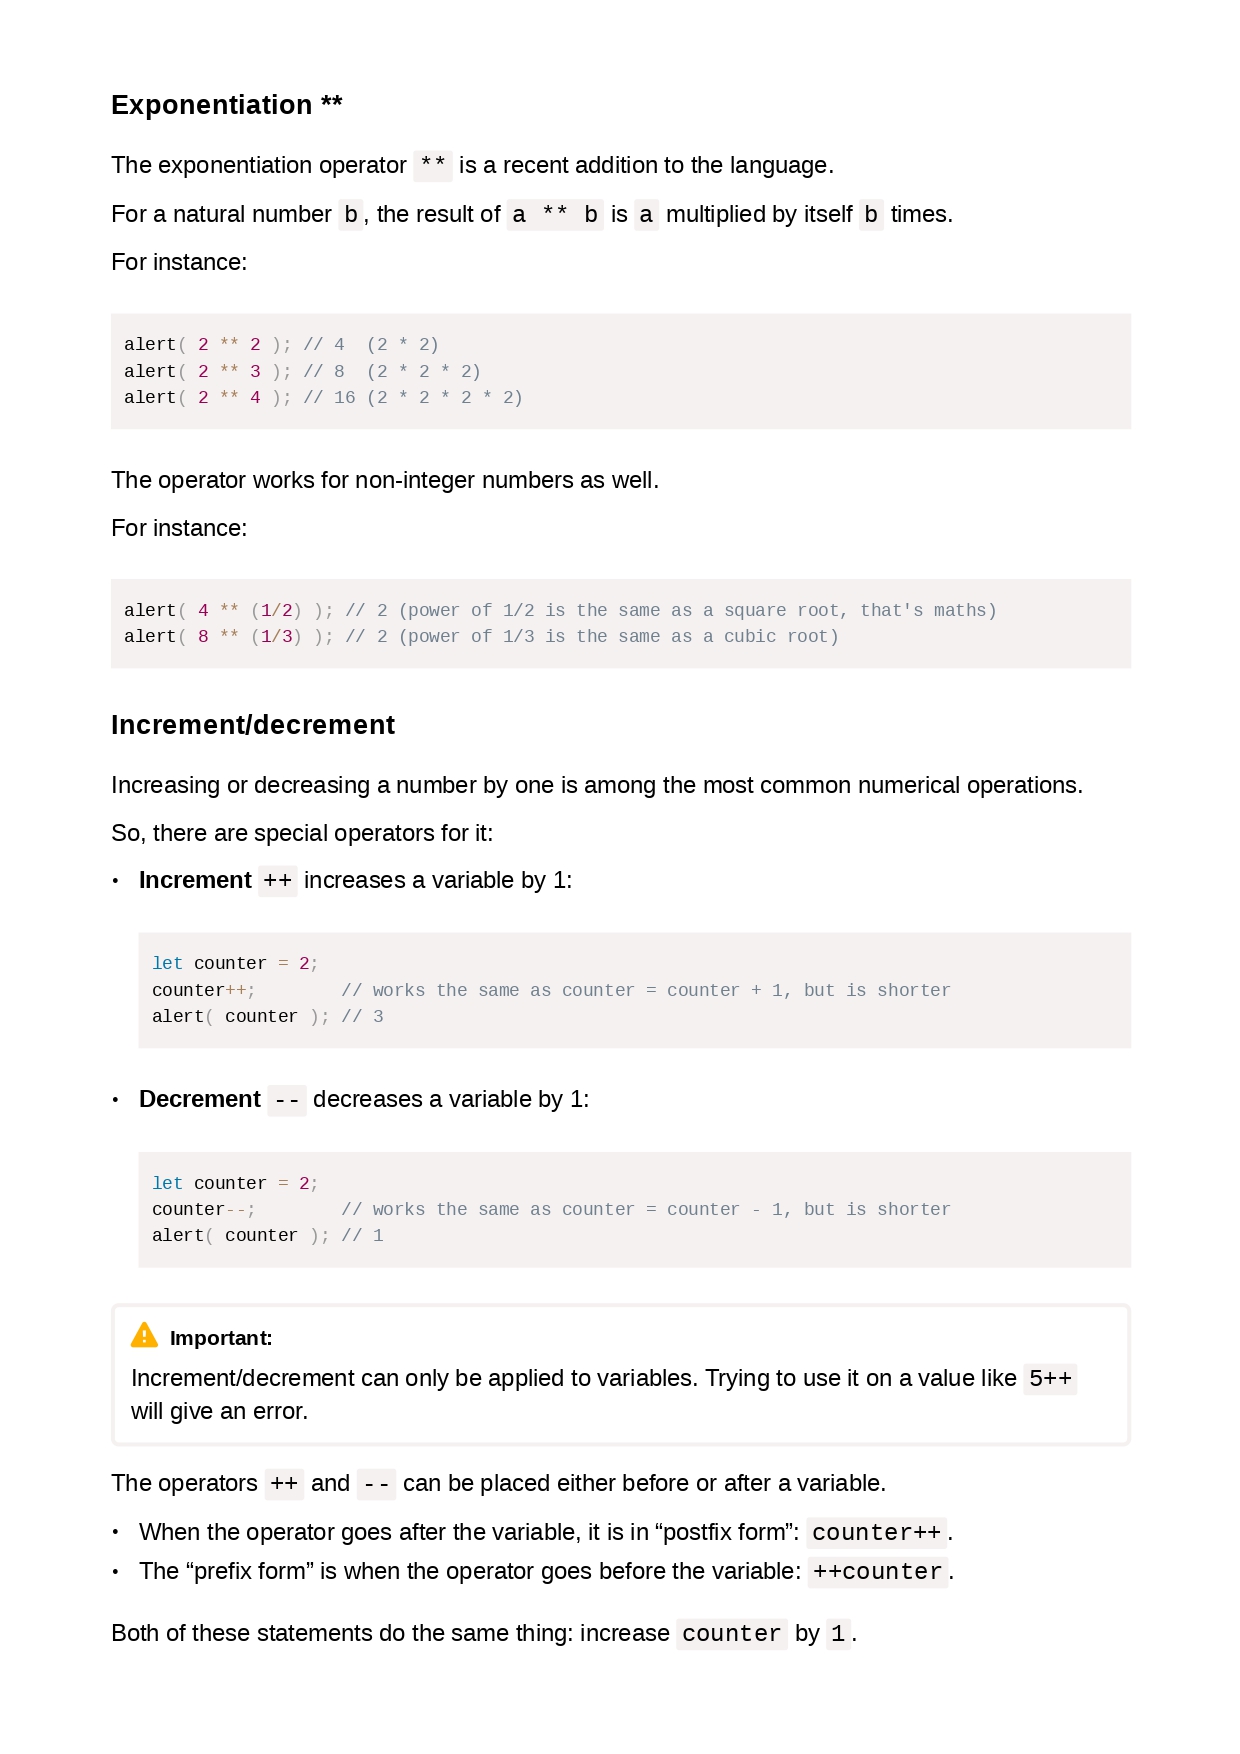 Exponentiation **
The exponentiation operator ** is a recent addition to the language.
For a natural number b, the result of a ** b is a multiplied by itself b times.
For instance:
alert( 2 ** 2 ); // 4  (2 * 2)
alert( 2 ** 3 ); // 8  (2 * 2 * 2)
alert( 2 ** 4 ); // 16 (2 * 2 * 2 * 2)
The operator works for non-integer numbers as well.
For instance:
alert( 4 ** (1/2) ); // 2 (power of 1/2 is the same as a square root, that's maths)
alert( 8 ** (1/3) ); // 2 (power of 1/3 is the same as a cubic root)
Increment/decrement
Increasing or decreasing a number by one is among the most common numerical operations.
So, there are special operators for it:
• Increment ++ increases a variable by 1:
let counter = 2;
counter++;        // works the same as counter = counter + 1, but is shorter
alert( counter ); // 3
• Decrement -- decreases a variable by 1:
let counter = 2;
counter--;        // works the same as counter = counter - 1, but is shorter
alert( counter ); // 1
Important:
Increment/decrement can only be applied to variables. Trying to use it on a value like 5++
will give an error.
The operators ++ and -- can be placed either before or after a variable.
• When the operator goes after the variable, it is in “postfix form”: counter++.
• The “prefix form” is when the operator goes before the variable: ++counter.
Both of these statements do the same thing: increase counter by 1.